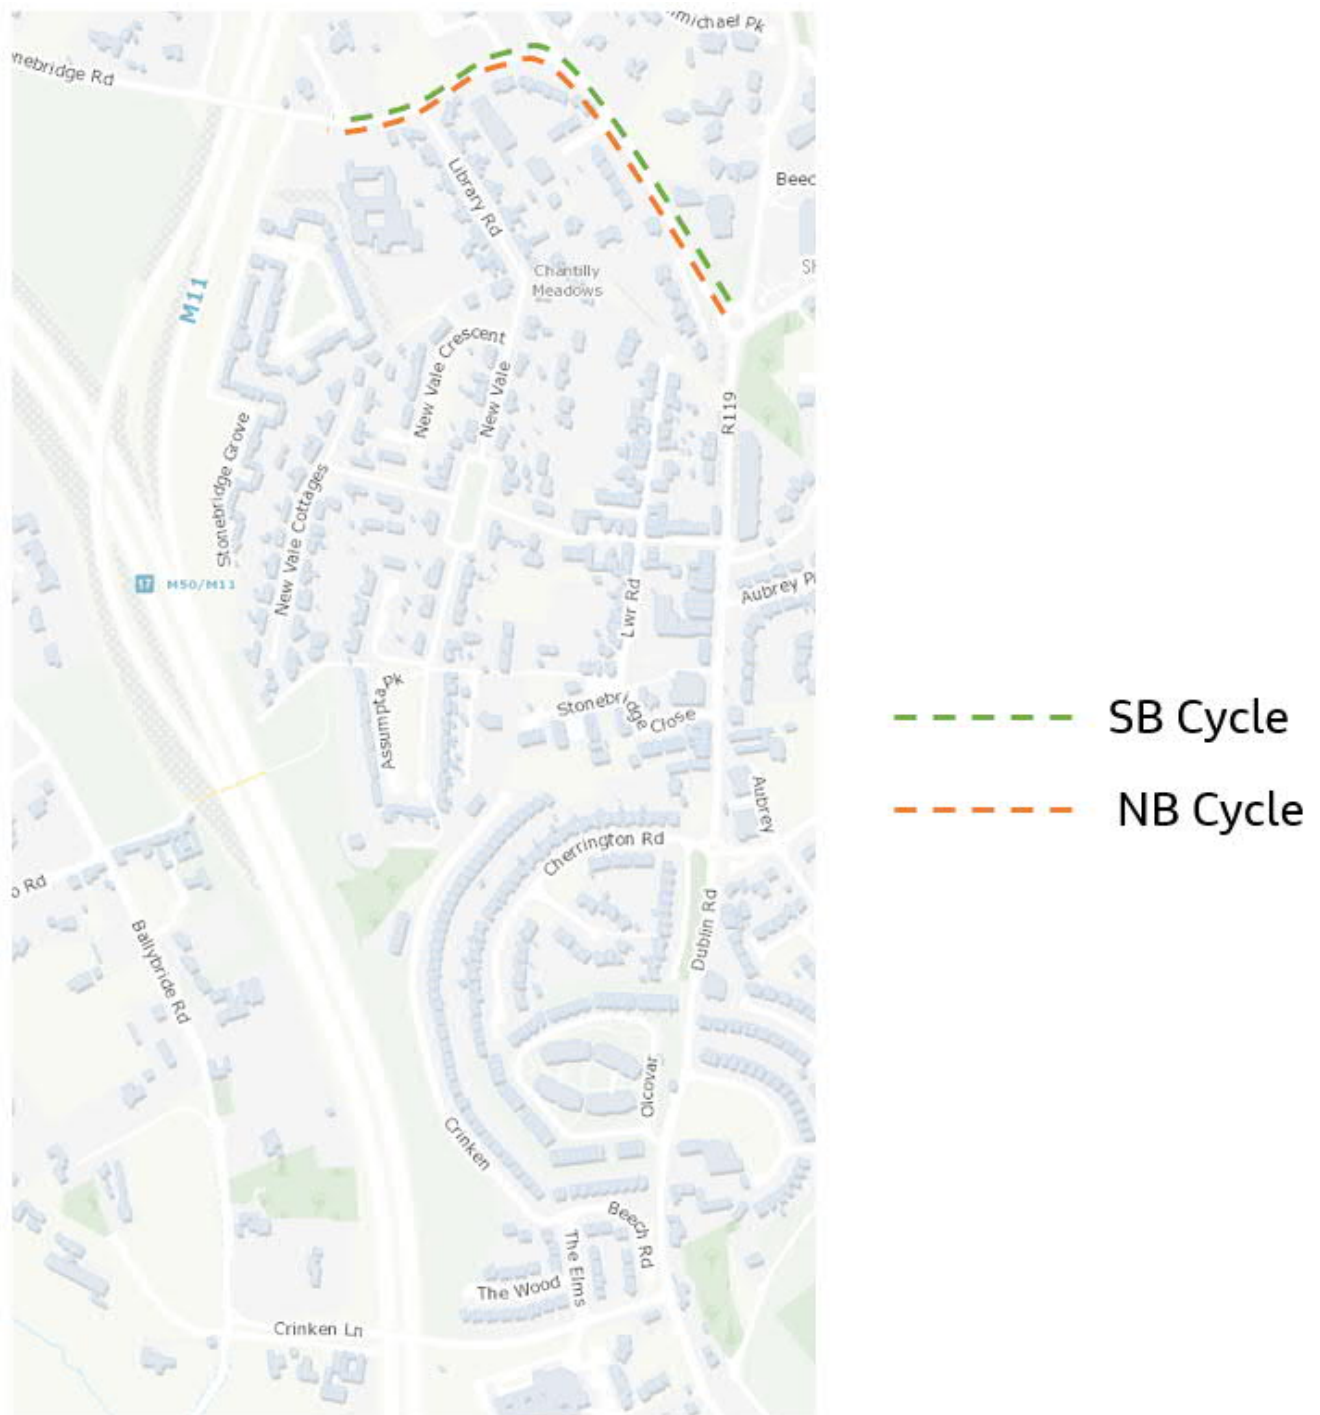 michael Pk
nebridge Rd
Library Rd
Beec
Chantilly
Meadows
M11
New Vale Crescent
New Vale
R119
Stonebridge Grove
New Vale Cottages
17 M50/M11
Lwr Rd
Aubrey Pl
Assumpta Pk
Stonebridge Close
SB Cycle
Aubrey
NB Cycle
Cherrington Rd
o Rd
Dublin Rd
Ballybride Rd
Olcovar
Crinken
Beech Rd
The Elms
The Wood
Crinken Ln